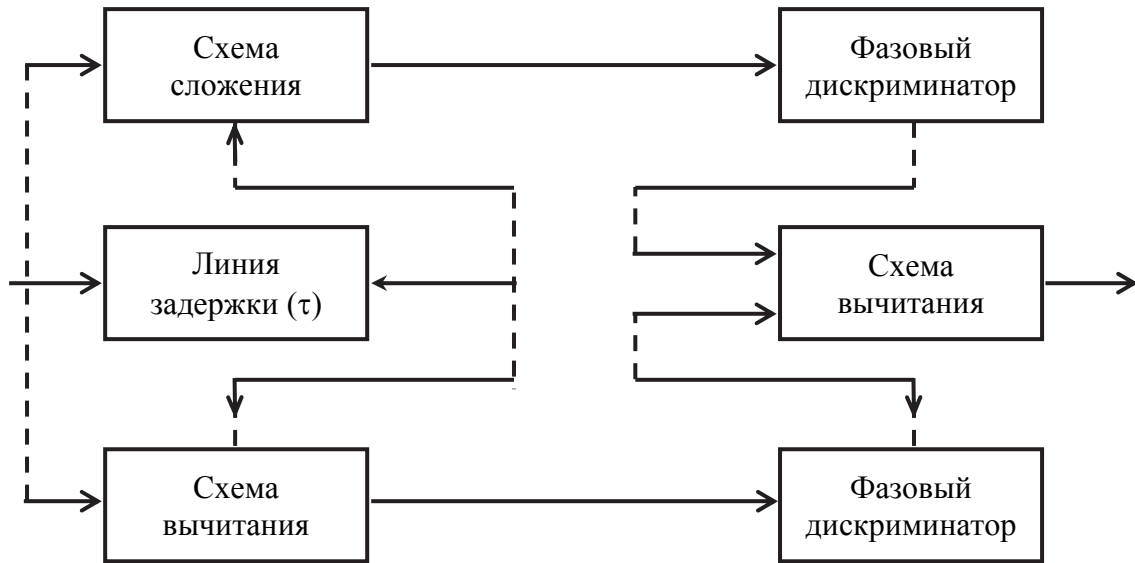 Схема
сложения
Фазовый
дискриминатор
Линия
задержки (τ)
Схема
вычитания
Схема
вычитания
Фазовый
дискриминатор